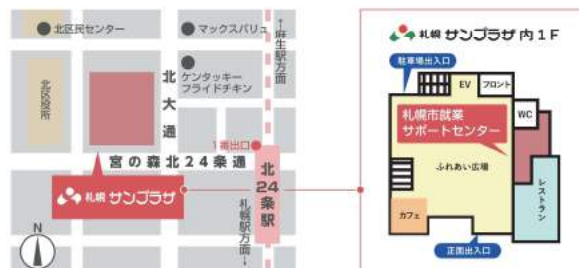 北区民センター
マックスバリュ
↑麻生駅方面
北区役所
北大通
ケンタッキー
フライドチキン
1番出口
宮の森北24条通
札幌 サンプラザ
北24条駅
札幌駅方面↓
N
札幌 サンプラザ 内1F
駐車場出入口
EV
フロント
WC
札幌市就業
サポートセンター
ふれあい広場
レストラン
カフェ
正面出入口